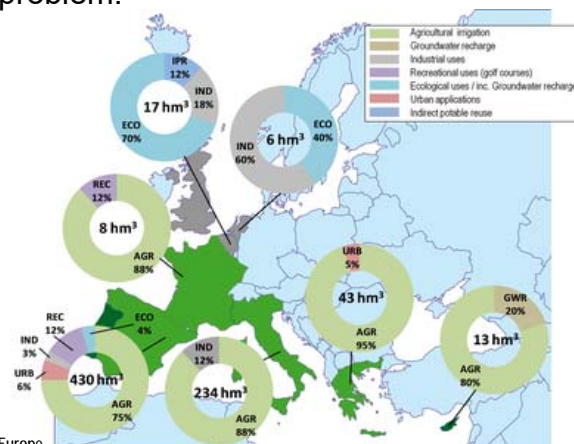 problem.
Agricultural irrigation
Groundwater recharge
Industrial uses
Recreational uses (golf courses)
Ecological uses / inc. Groundwater recharge
Urban applications
Indirect potable reuse
IPR
12%
IND
18%
17 hm³
ECO
70%
ECO
40%
6 hm³
IND
60%
REC
12%
8 hm³
AGR
88%
URB
5%
43 hm³
AGR
95%
GWR
20%
13 hm³
AGR
80%
REC
12%
ECO
4%
IND
3%
URB
6%
430 hm³
AGR
75%
IND
12%
234 hm³
AGR
88%
Europe